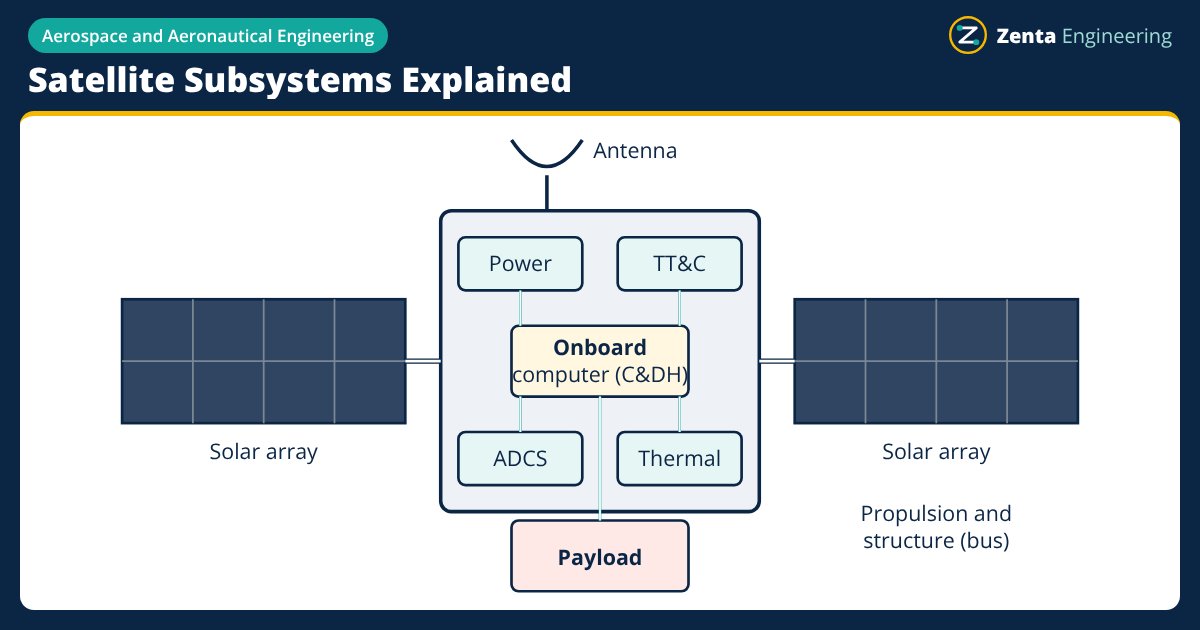 Aerospace and Aeronautical Engineering
Zenta Engineering
Satellite Subsystems Explained
Antenna
Power
TT&C
Onboard
computer (C&DH)
ADCS
Thermal
Solar array
Solar array
Propulsion and
structure (bus)
Payload